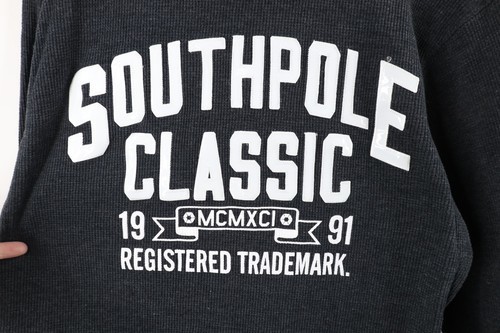 SOUTHPOLE
CLASSIC
19 MCMXCI 91
REGISTERED TRADEMARK.